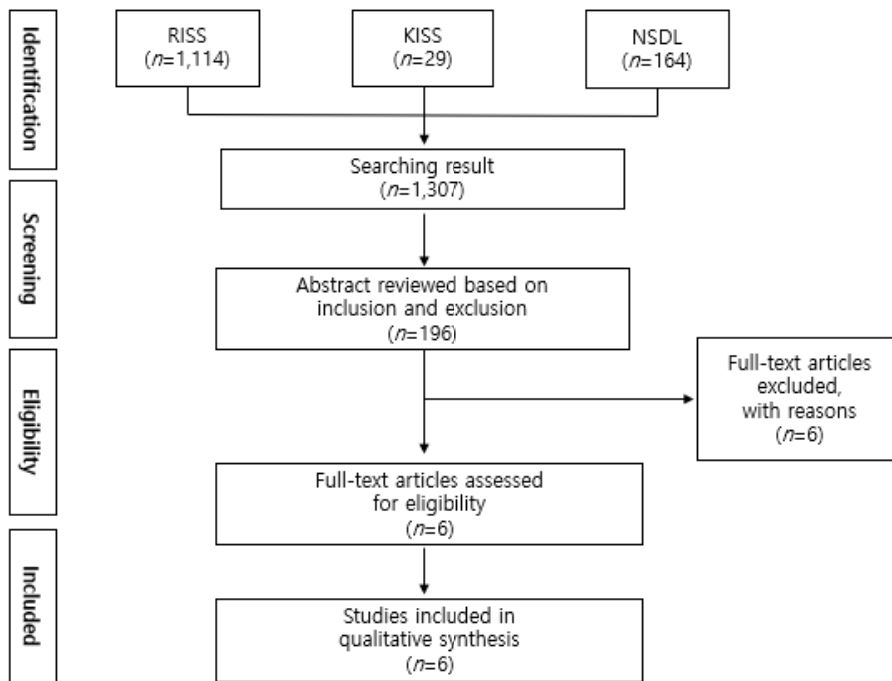 Identification
RISS
(n=1,114)
KISS
(n=29)
NSDL
(n=164)
Searching result
(n=1,307)
Screening
Abstract reviewed based on
inclusion and exclusion
(n=196)
Eligibility
Full-text articles
excluded,
with reasons
(n=6)
Full-text articles assessed
for eligibility
(n=6)
Included
Studies included in
qualitative synthesis
(n=6)